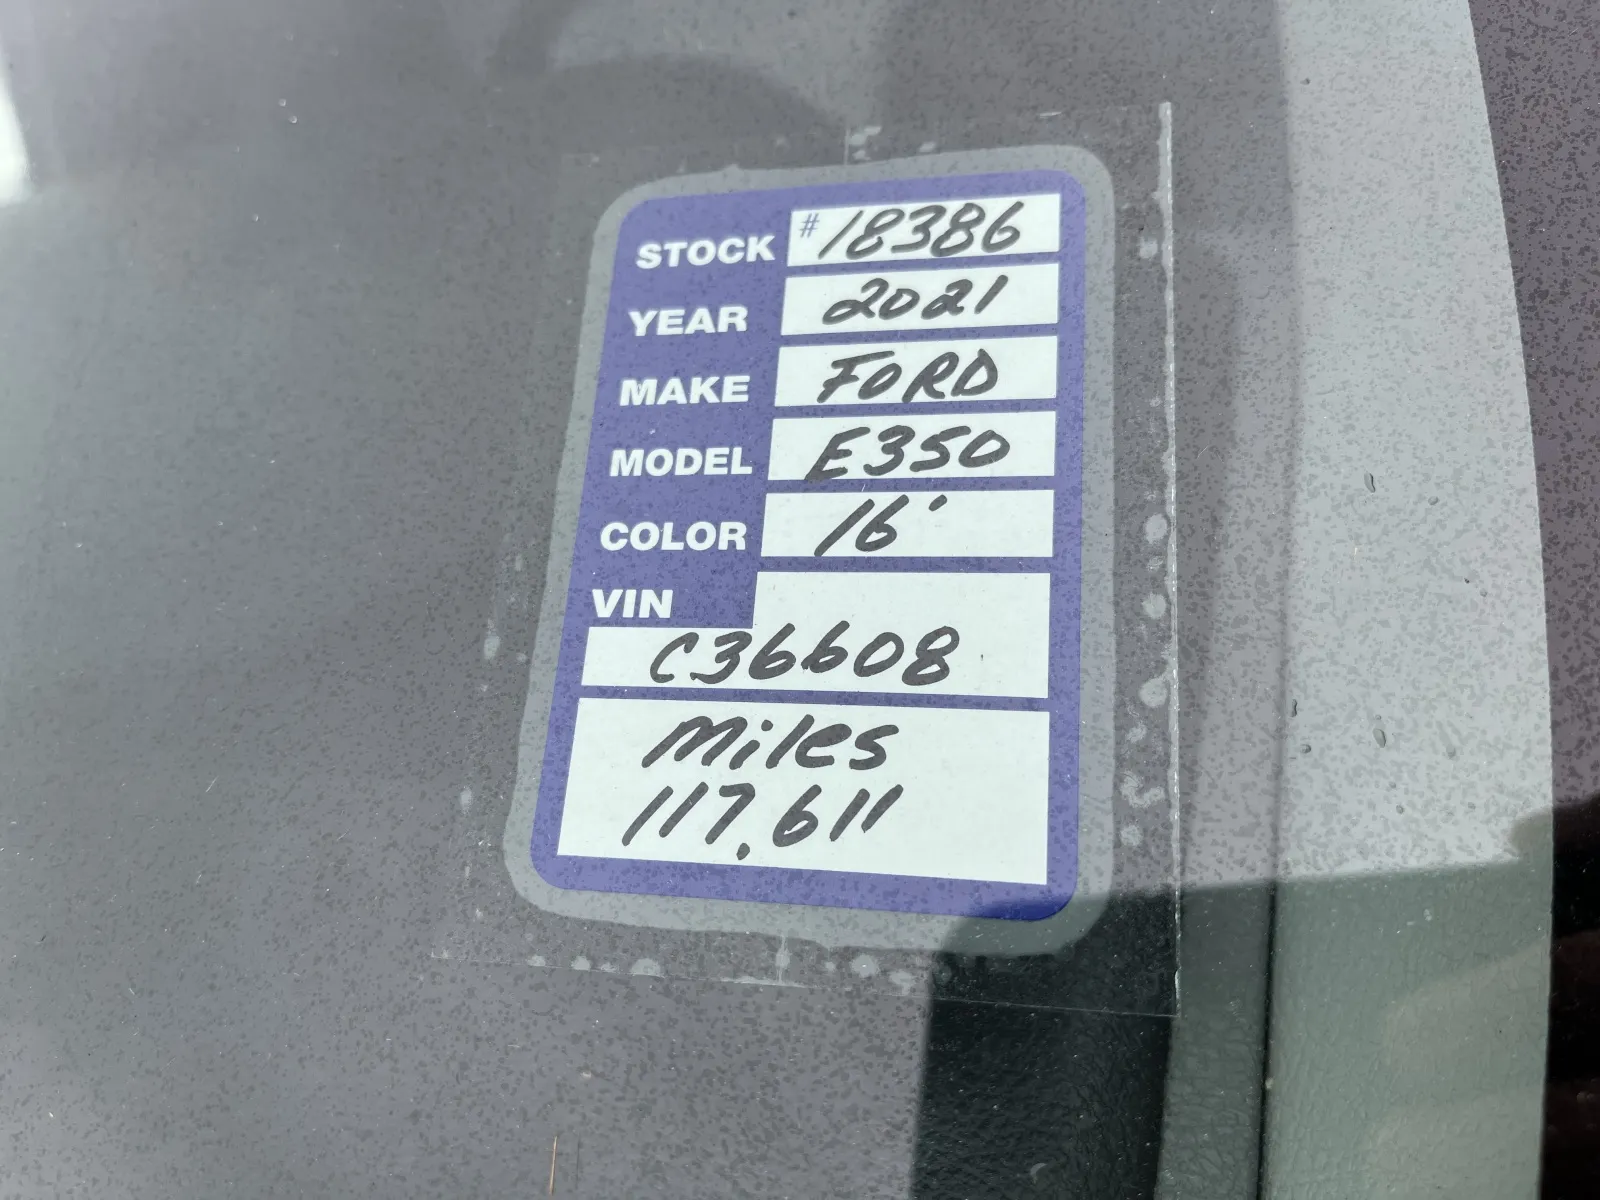 STOCK #18386
YEAR 2021
MAKE FORD
MODEL E350
COLOR 16'
VIN
C36608
miles
117.611